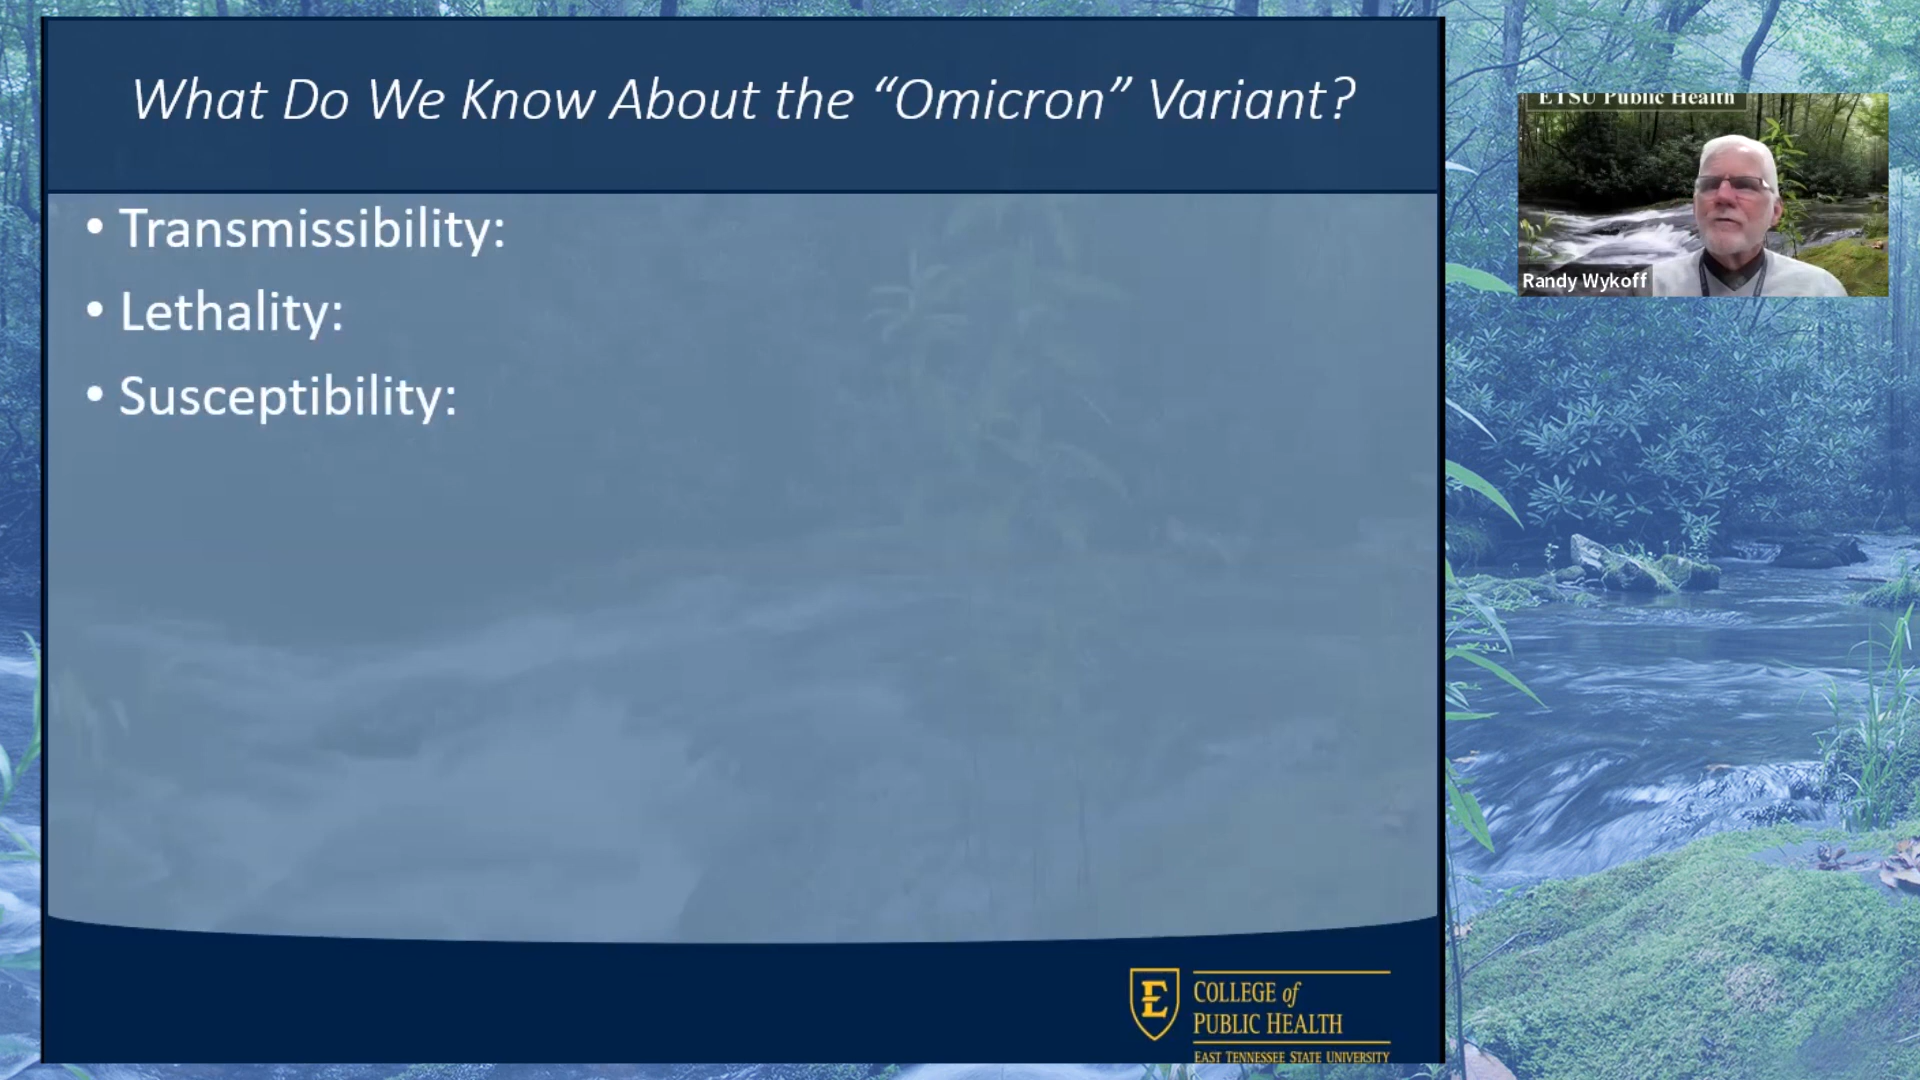 What Do We Know About the “Omicron” Variant?
• Transmissibility:
• Lethality:
• Susceptibility:
ETSU Public Health
Randy Wykoff
E
COLLEGE of
PUBLIC HEALTH
EAST TENNESSEE STATE UNIVERSITY